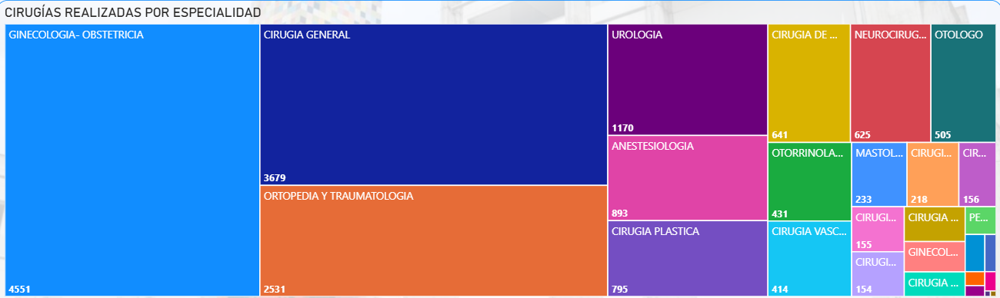 CIRUGÍAS REALIZADAS POR ESPECIALIDAD
GINECOLOGIA- OBSTETRICIA
4551
CIRUGIA GENERAL
3679
ORTOPEDIA Y TRAUMATOLOGIA
2531
UROLOGIA
1170
ANESTESIOLOGIA
893
CIRUGIA PLASTICA
795
CIRUGIA DE ...
641
NEUROCIRUG...
625
OTOLOGO
505
OTORRINOLA...
431
CIRUGIA VASC...
414
MASTOL...
233
CIRUGI...
218
CIR...
156
CIRUGI...
155
CIRUGI...
154
CIRUGIA ...
GINECOL...
CIRUGIA ...
PE...